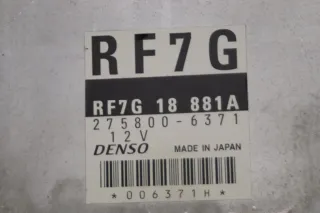 RF7G
RF7G 18 881A
275800-6371
12V
DENSO MADE IN JAPAN
*006371H*